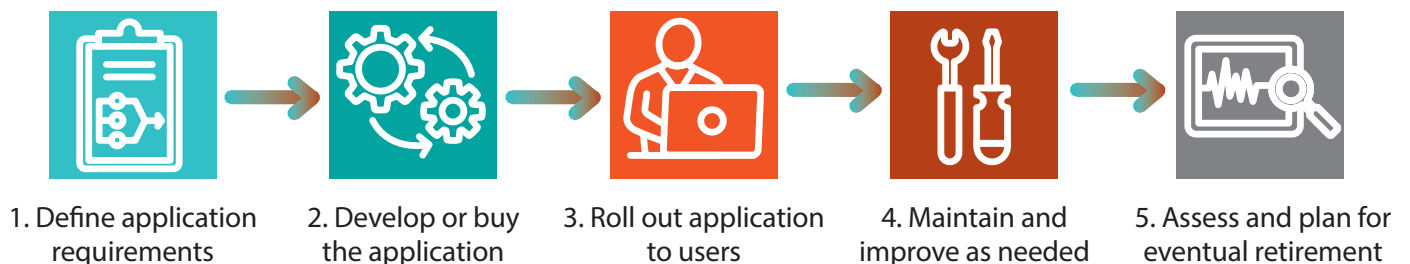 1. Define application
requirements
2. Develop or buy
the application
3. Roll out application
to users
4. Maintain and
improve as needed
5. Assess and plan for
eventual retirement